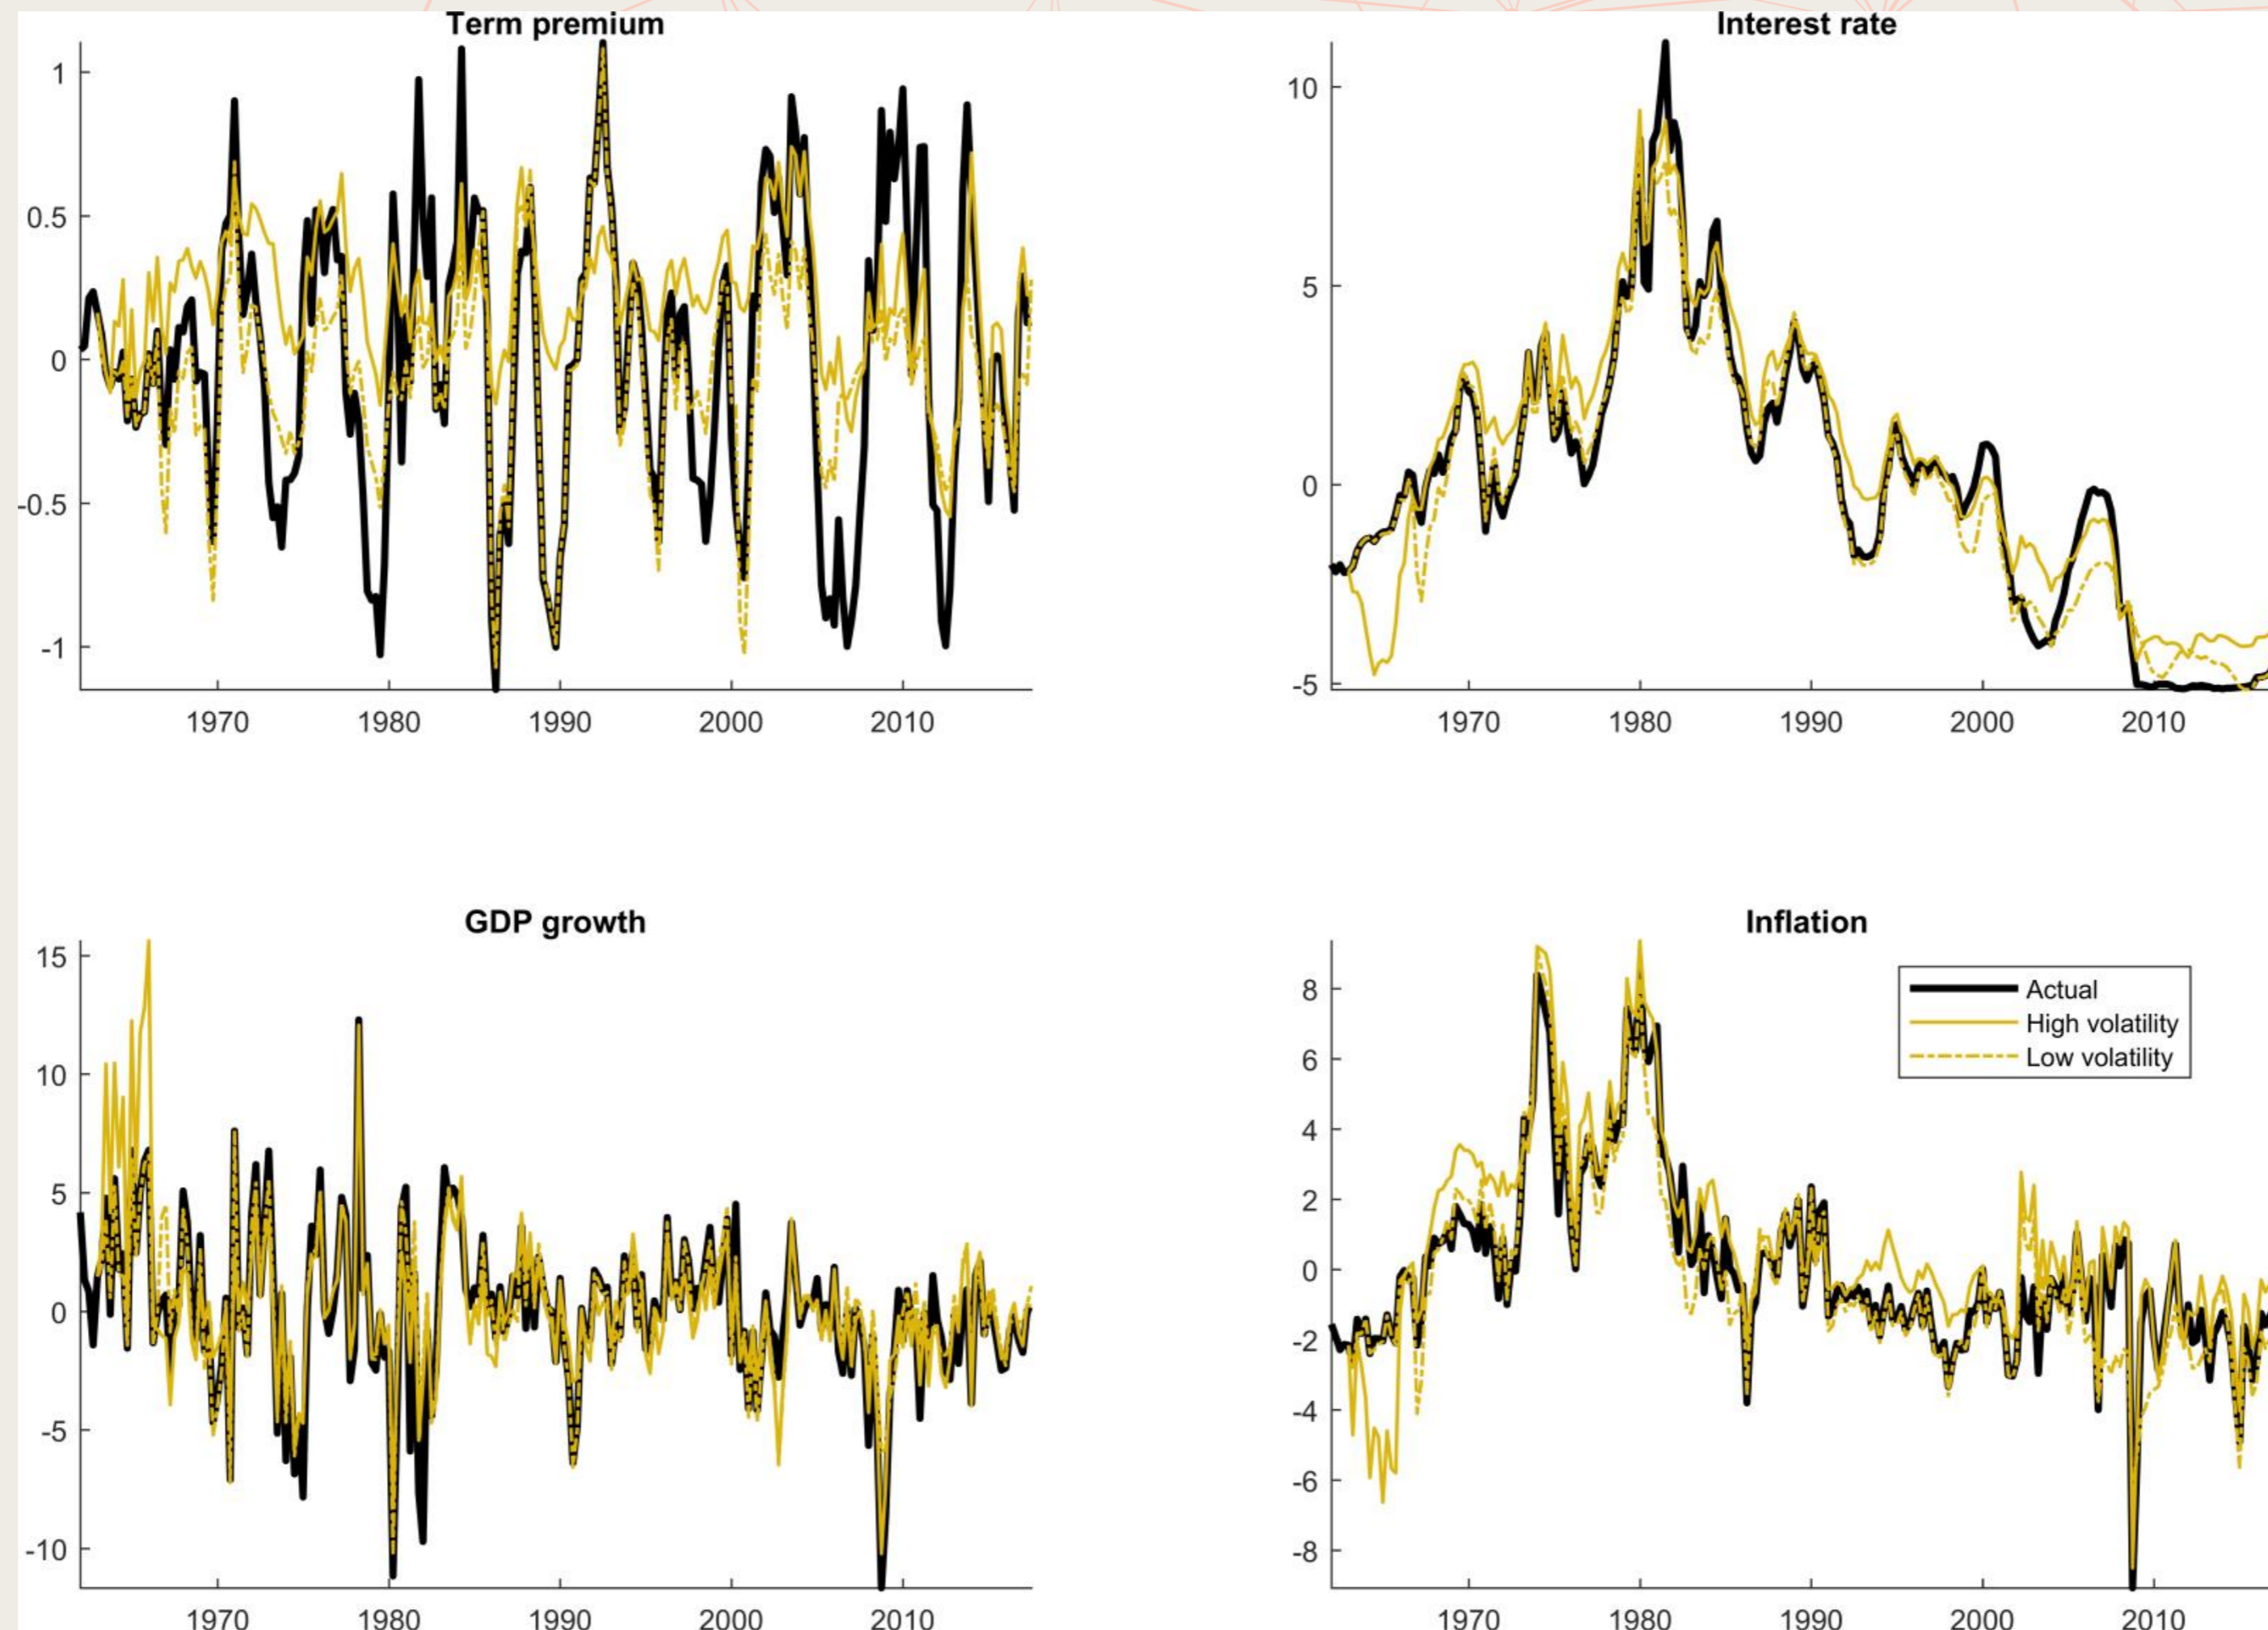 Term premium
1
0.5
0
-0.5
-1
1970 1980 1990 2000 2010
Interest rate
10
5
0
-5
1970 1980 1990 2000 2010
GDP growth
15
10
5
0
-5
-10
1970 1980 1990 2000 2010
Inflation
8
6
4
2
0
-2
-4
-6
-8
1970 1980 1990 2000 2010
Actual
High volatility
Low volatility